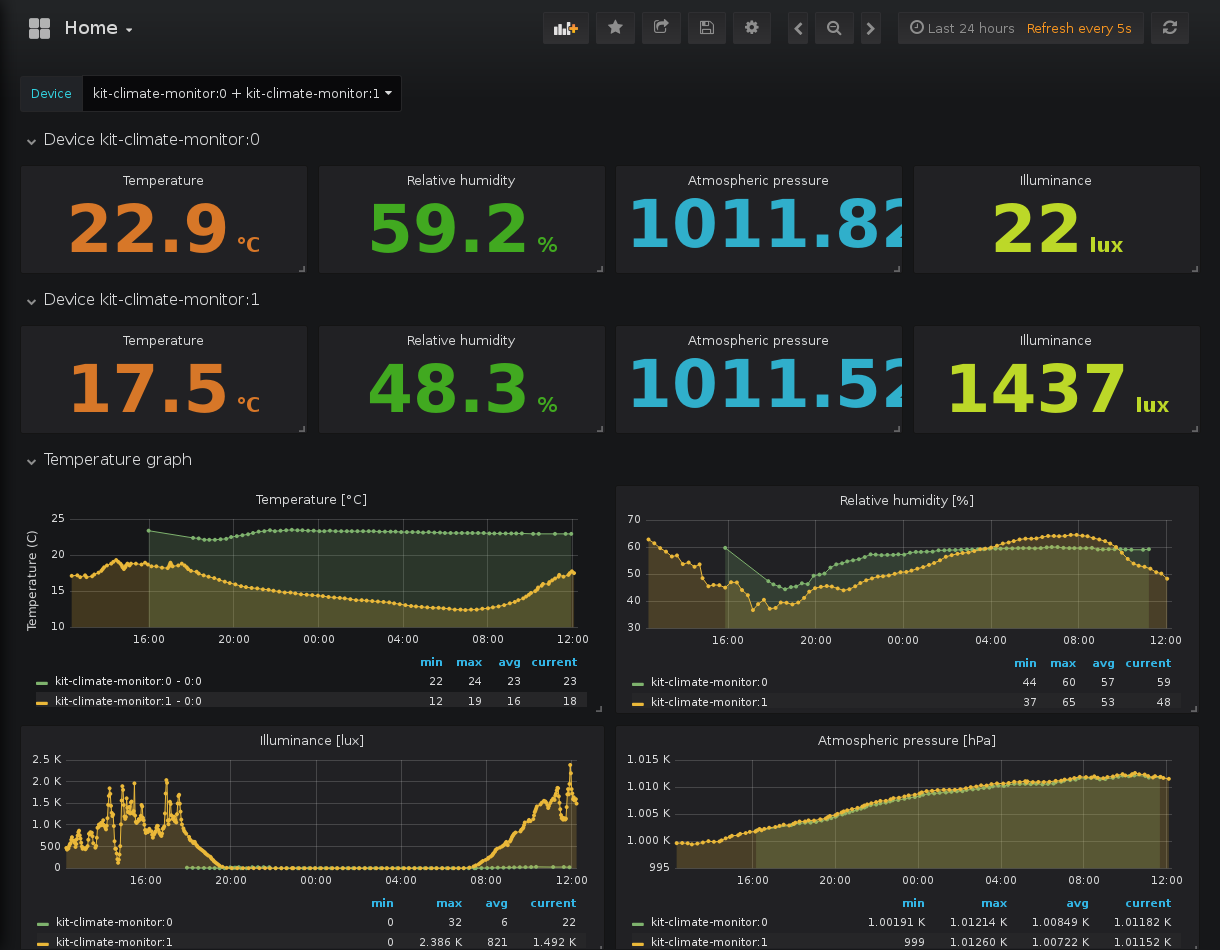 Home
Last 24 hours Refresh every 5s
Device kit-climate-monitor:0 + kit-climate-monitor:1
Device kit-climate-monitor:0
Temperature Relative humidity Atmospheric pressure Illuminance
22.9 °C 59.2 % 1011.82 22 lux
Device kit-climate-monitor:1
Temperature Relative humidity Atmospheric pressure Illuminance
17.5 °C 48.3 % 1011.52 1437 lux
Temperature graph
Temperature [°C]
Temperature (C)
25
20
15
10
16:00 20:00 00:00 04:00 08:00 12:00
min max avg current
kit-climate-monitor:0 - 0:0 22 24 23 23
kit-climate-monitor:1 - 0:0 12 19 16 18
Relative humidity [%]
70
60
50
40
30
16:00 20:00 00:00 04:00 08:00 12:00
min max avg current
kit-climate-monitor:0 44 60 57 59
kit-climate-monitor:1 37 65 53 48
Illuminance [lux]
2.5 K
2.0 K
1.5 K
1.0 K
500
0
16:00 20:00 00:00 04:00 08:00 12:00
min max avg current
kit-climate-monitor:0 0 32 6 22
kit-climate-monitor:1 0 2.386 K 821 1.492 K
Atmospheric pressure [hPa]
1.015 K
1.010 K
1.005 K
1.000 K
995
16:00 20:00 00:00 04:00 08:00 12:00
min max avg current
kit-climate-monitor:0 1.00191 K 1.01214 K 1.00849 K 1.01182 K
kit-climate-monitor:1 999 1.01260 K 1.00722 K 1.01152 K